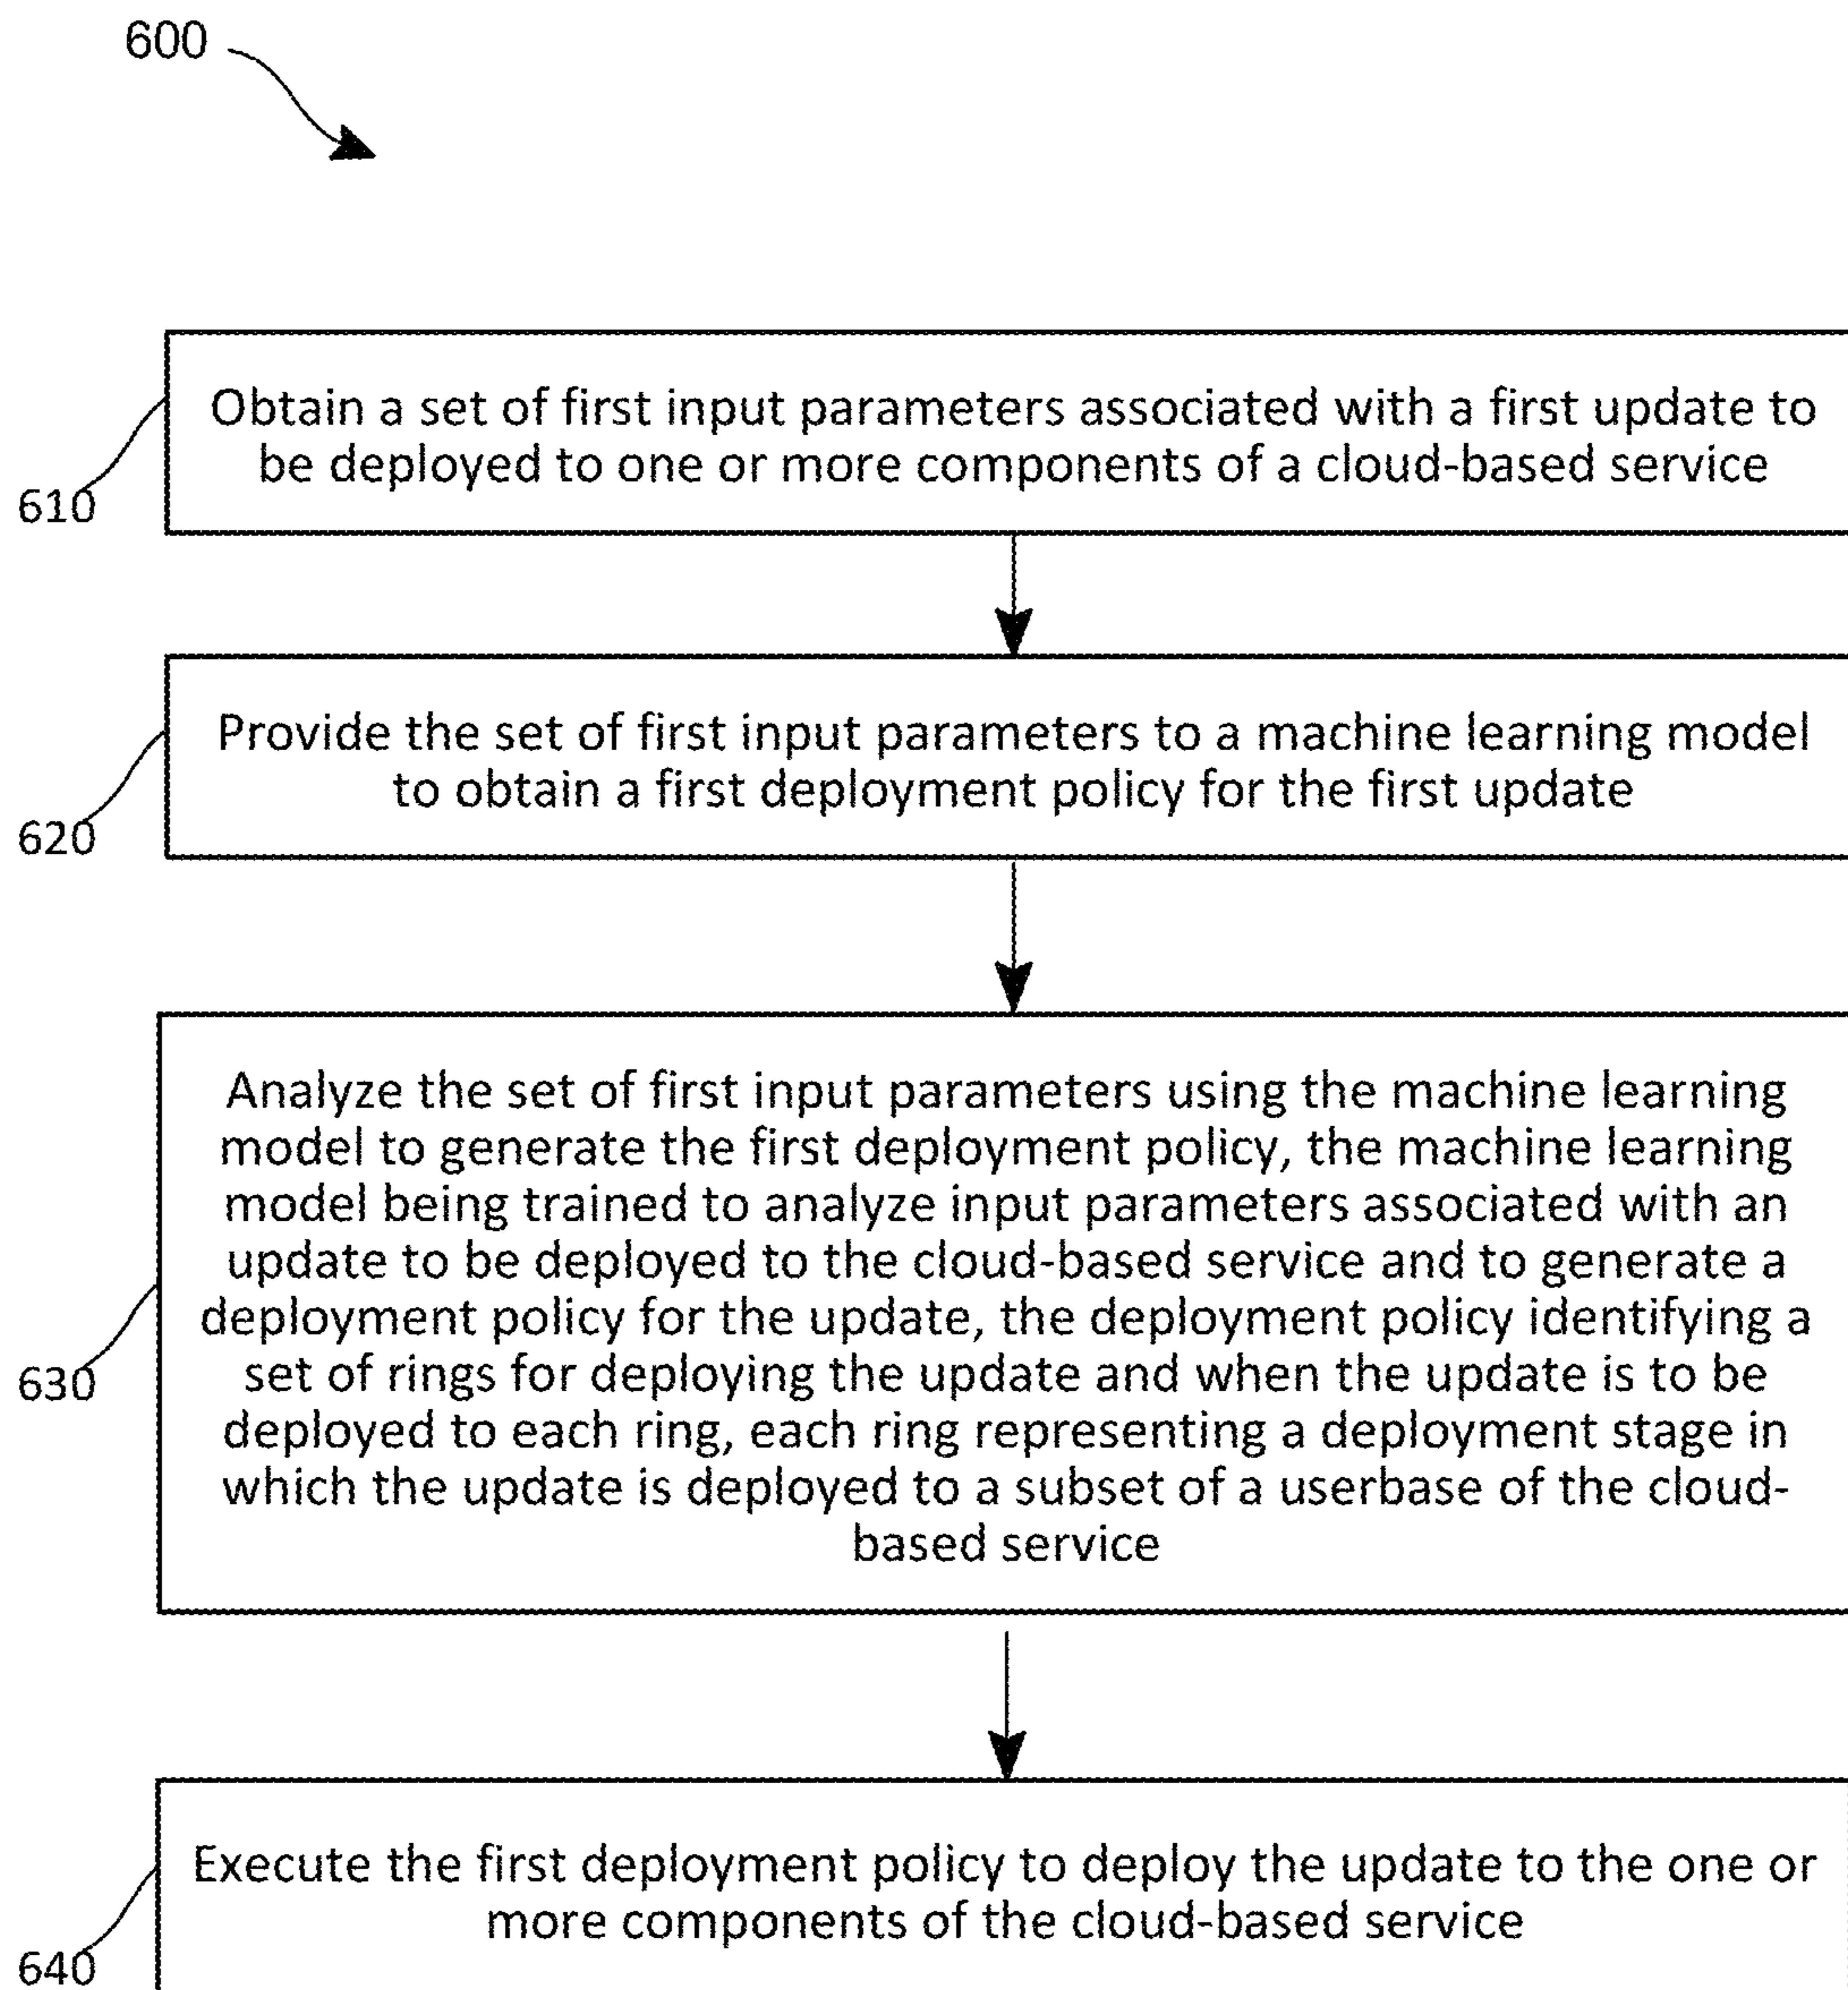 600
Obtain a set of first input parameters associated with a first update to
be deployed to one or more components of a cloud-based service
610
Provide the set of first input parameters to a machine learning model
to obtain a first deployment policy for the first update
620
Analyze the set of first input parameters using the machine learning
model to generate the first deployment policy, the machine learning
model being trained to analyze input parameters associated with an
update to be deployed to the cloud-based service and to generate a
deployment policy for the update, the deployment policy identifying a
set of rings for deploying the update and when the update is to be
deployed to each ring, each ring representing a deployment stage in
which the update is deployed to a subset of a userbase of the cloud-
based service
630
Execute the first deployment policy to deploy the update to the one or
more components of the cloud-based service
640